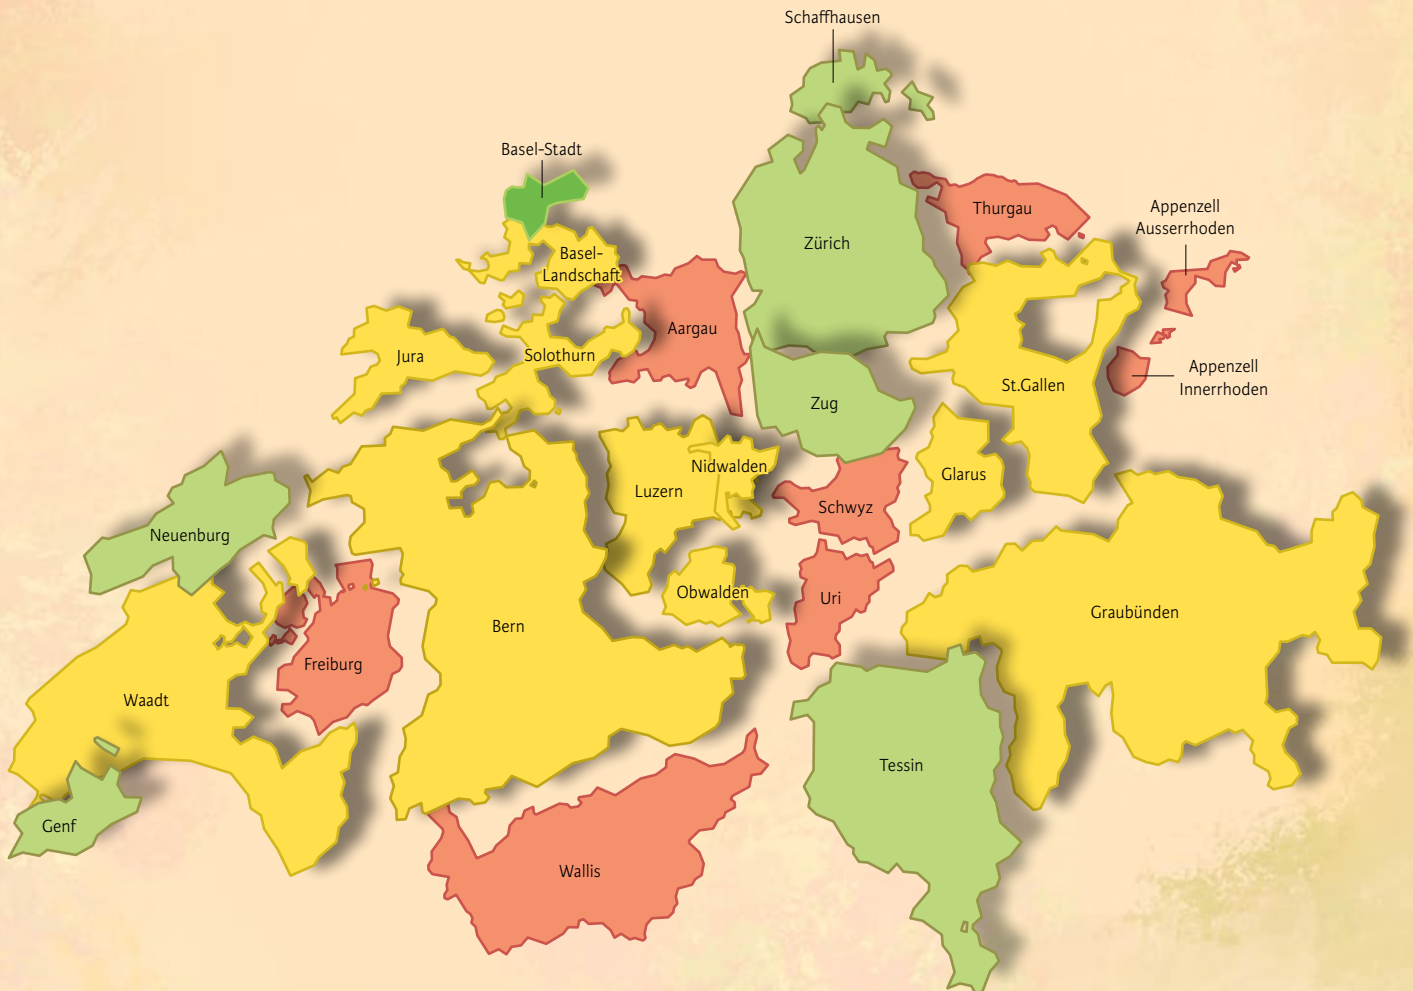 Schaffhausen
Basel-Stadt
Appenzell
Ausserrhoden
Thurgau
Zürich
Basel-
Landschaft
Aargau
Jura
Solothurn
St.Gallen
Appenzell
Innerrhoden
Zug
Nidwalden
Luzern
Glarus
Schwyz
Neuenburg
Obwalden
Uri
Graubünden
Bern
Freiburg
Waadt
Tessin
Genf
Wallis